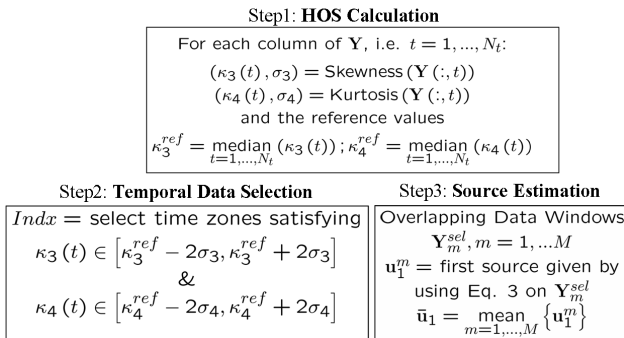 Step1: HOS Calculation
For each column of Y, i.e. t = 1, ..., N_t:
(κ_3 (t) , σ_3) = Skewness (Y (:, t))
(κ_4 (t) , σ_4) = Kurtosis (Y (:, t))
and the reference values
κ_3^{ref} = median_{t=1,...,N_t} (κ_3 (t)) ; κ_4^{ref} = median_{t=1,...,N_t} (κ_4 (t))
Step2: Temporal Data Selection
Indx = select time zones satisfying
κ_3 (t) ∈ [κ_3^{ref} − 2σ_3, κ_3^{ref} + 2σ_3]
&
κ_4 (t) ∈ [κ_4^{ref} − 2σ_4, κ_4^{ref} + 2σ_4]
Step3: Source Estimation
Overlapping Data Windows
Y_m^{sel}, m = 1, ...M
u_1^m = first source given by
using Eq. 3 on Y_m^{sel}
ū_1 = mean_{m=1,...,M} {u_1^m}